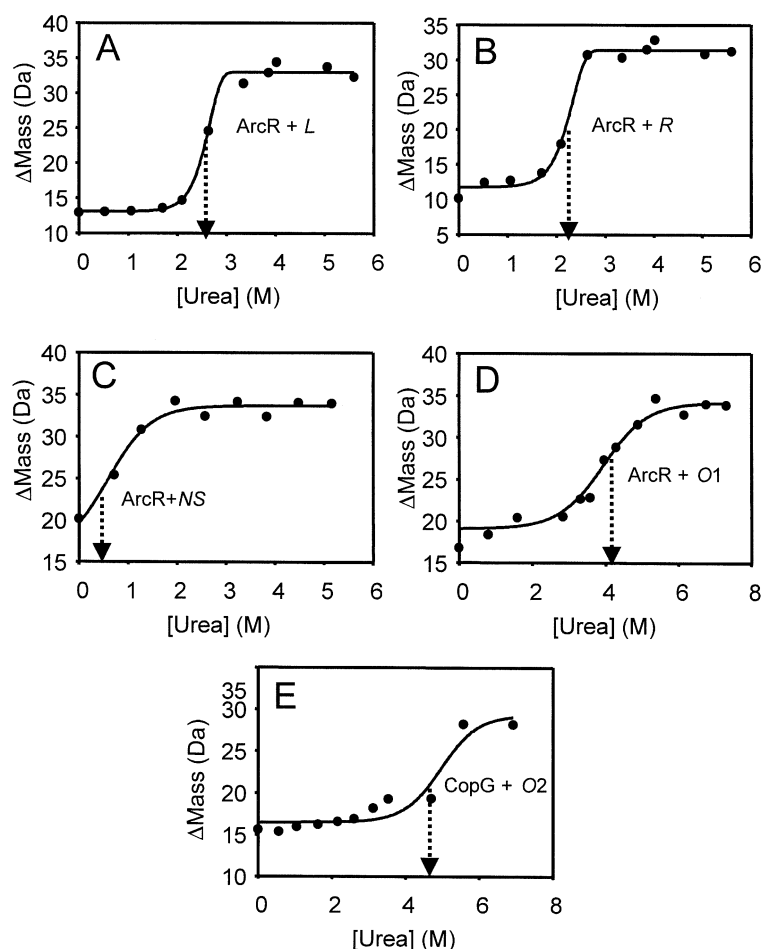 A
ΔMass (Da)
40
35
30
25
20
15
10
ArcR + L
0 1 2 3 4 5 6
[Urea] (M)
B
ΔMass (Da)
35
30
25
20
15
10
5
ArcR + R
0 1 2 3 4 5 6
[Urea] (M)
C
ΔMass (Da)
40
35
30
25
20
15
ArcR+NS
0 1 2 3 4 5 6
[Urea] (M)
D
ΔMass (Da)
40
35
30
25
20
15
ArcR + O1
0 2 4 6 8
[Urea] (M)
E
ΔMass (Da)
35
30
20
15
10
CopG + O2
0 2 4 6 8
[Urea] (M)